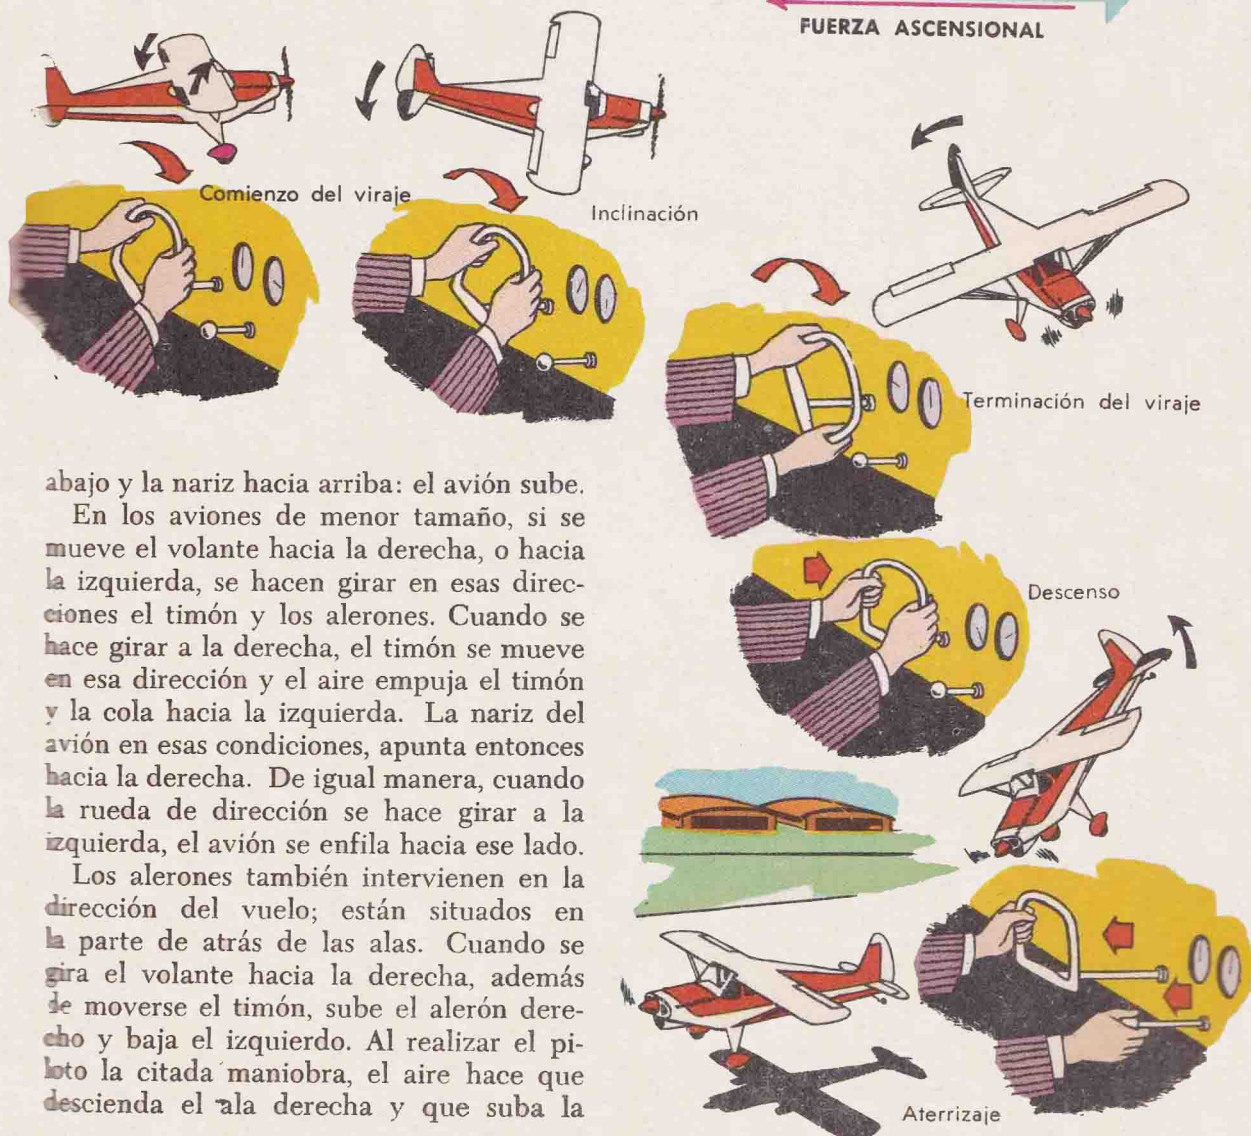 FUERZA ASCENSIONAL
Comienzo del viraje
Inclinación
Terminación del viraje
Descenso
abajo y la nariz hacia arriba: el avión sube.
En los aviones de menor tamaño, si se
mueve el volante hacia la derecha, o hacia
la izquierda, se hacen girar en esas direc-
ciones el timón y los alerones. Cuando se
hace girar a la derecha, el timón se mueve
en esa dirección y el aire empuja el timón
y la cola hacia la izquierda. La nariz del
avión en esas condiciones, apunta entonces
hacia la derecha. De igual manera, cuando
la rueda de dirección se hace girar a la
izquierda, el avión se enfila hacia ese lado.
Los alerones también intervienen en la
dirección del vuelo; están situados en
la parte de atrás de las alas. Cuando se
gira el volante hacia la derecha, además
de moverse el timón, sube el alerón dere-
cho y baja el izquierdo. Al realizar el pi-
loto la citada maniobra, el aire hace que
descienda el ala derecha y que suba la
Aterrizaje